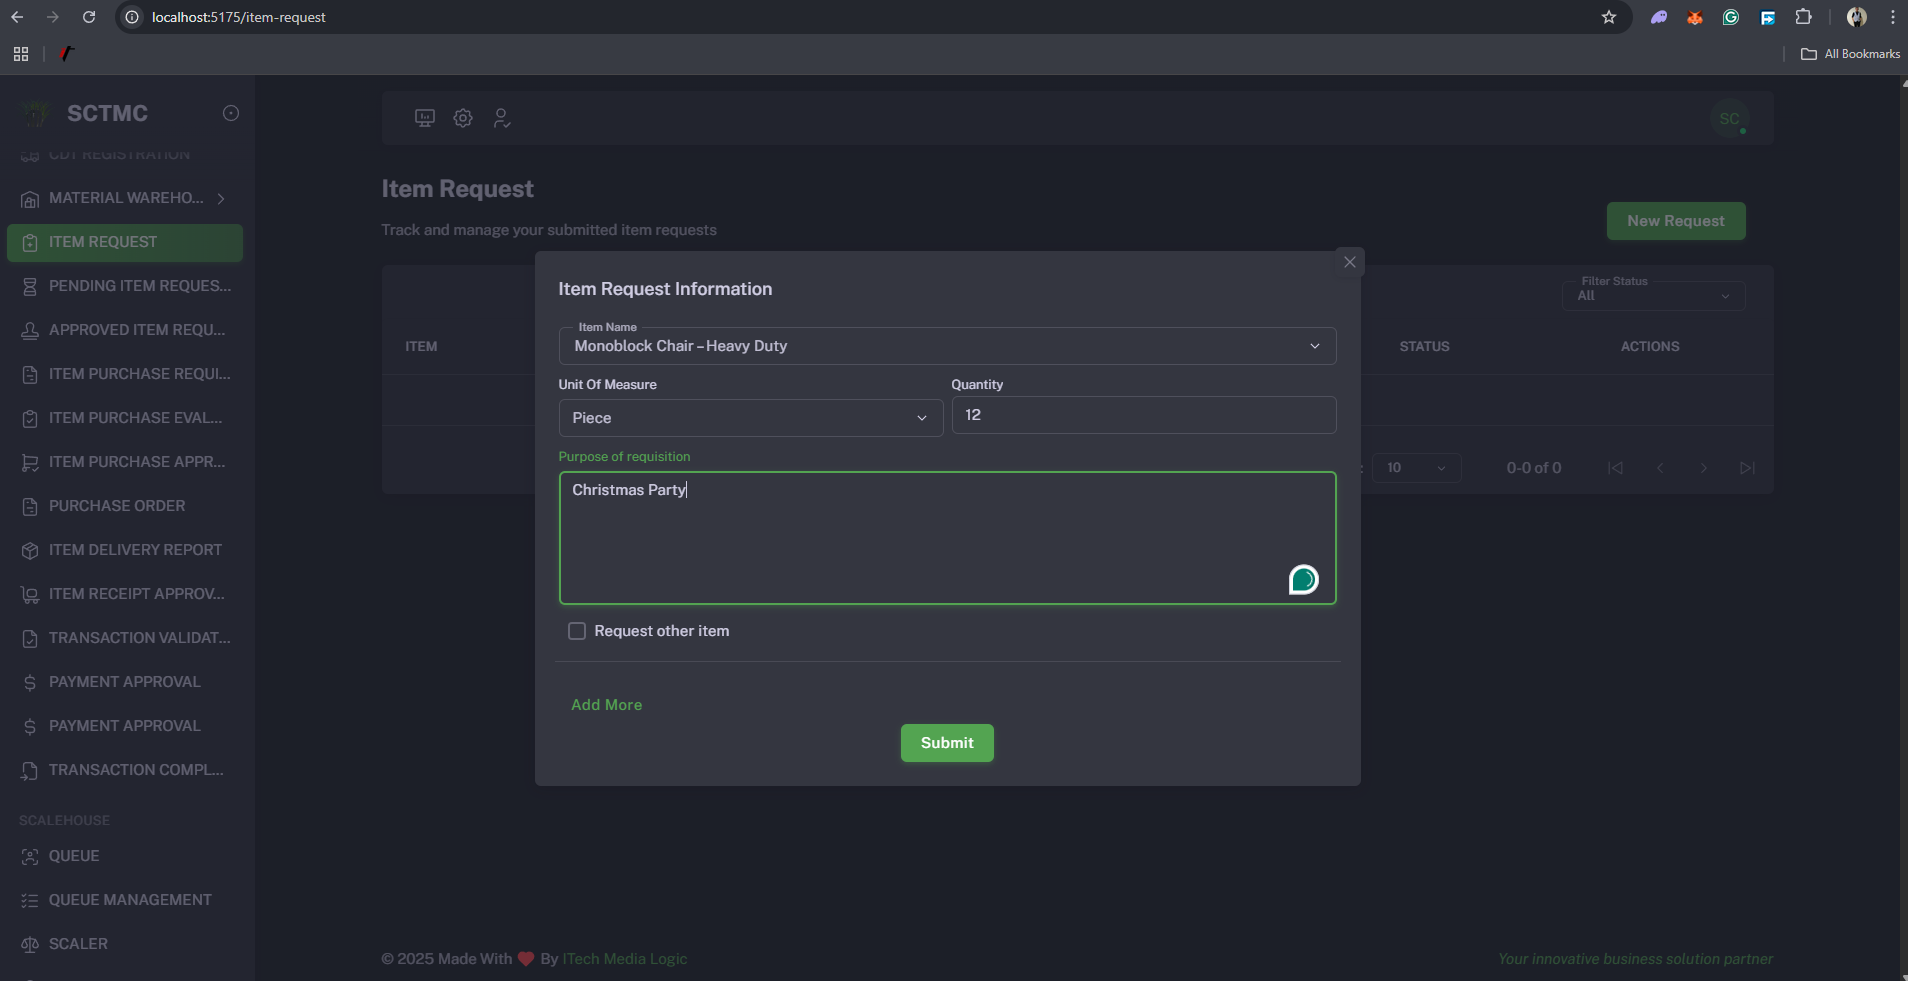 localhost:5175/item-request
All Bookmarks
SCTMC
CDT REGISTRATION
MATERIAL WAREHO...
ITEM REQUEST
PENDING ITEM REQUES...
APPROVED ITEM REQU...
ITEM PURCHASE REQUI...
ITEM PURCHASE EVAL...
ITEM PURCHASE APPR...
PURCHASE ORDER
ITEM DELIVERY REPORT
ITEM RECEIPT APPROV...
TRANSACTION VALIDAT...
PAYMENT APPROVAL
PAYMENT APPROVAL
TRANSACTION COMPL...
SCALEHOUSE
QUEUE
QUEUE MANAGEMENT
SCALER
SC
Item Request
Track and manage your submitted item requests
New Request
Filter Status
All
ITEM
STATUS
ACTIONS
: 10
0-0 of 0
Item Request Information
Item Name
Monoblock Chair – Heavy Duty
Unit Of Measure
Quantity
Piece
12
Purpose of requisition
Christmas Party
Request other item
Add More
Submit
© 2025 Made With ❤ By ITech Media Logic
Your innovative business solution partner